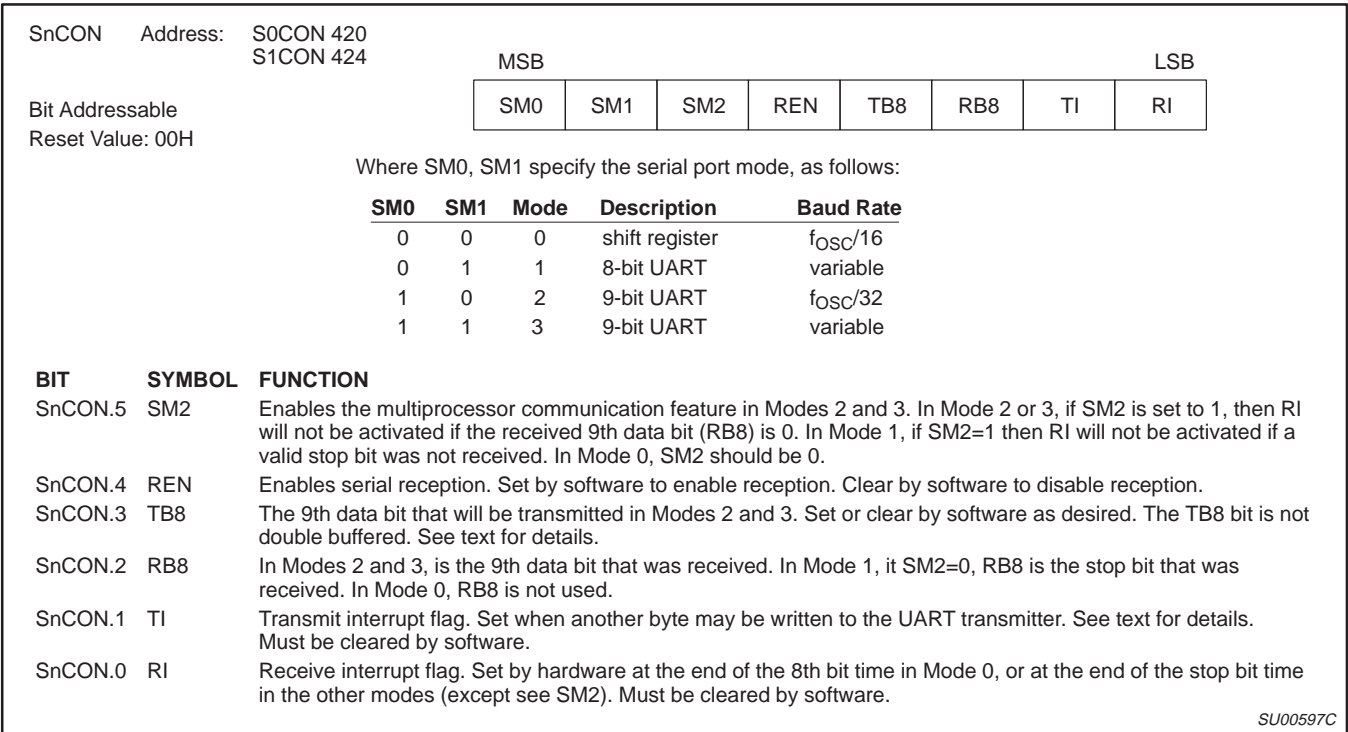 SnCON Address: S0CON 420
S1CON 424
MSB LSB
Bit Addressable
Reset Value: 00H
SM0 SM1 SM2 REN TB8 RB8 TI RI
Where SM0, SM1 specify the serial port mode, as follows:
SM0 SM1 Mode Description Baud Rate
0 0 0 shift register fOSC/16
0 1 1 8-bit UART variable
1 0 2 9-bit UART fOSC/32
1 1 3 9-bit UART variable
BIT SYMBOL FUNCTION
SnCON.5 SM2 Enables the multiprocessor communication feature in Modes 2 and 3. In Mode 2 or 3, if SM2 is set to 1, then RI
will not be activated if the received 9th data bit (RB8) is 0. In Mode 1, if SM2=1 then RI will not be activated if a
valid stop bit was not received. In Mode 0, SM2 should be 0.
SnCON.4 REN Enables serial reception. Set by software to enable reception. Clear by software to disable reception.
SnCON.3 TB8 The 9th data bit that will be transmitted in Modes 2 and 3. Set or clear by software as desired. The TB8 bit is not
double buffered. See text for details.
SnCON.2 RB8 In Modes 2 and 3, is the 9th data bit that was received. In Mode 1, it SM2=0, RB8 is the stop bit that was
received. In Mode 0, RB8 is not used.
SnCON.1 TI Transmit interrupt flag. Set when another byte may be written to the UART transmitter. See text for details.
Must be cleared by software.
SnCON.0 RI Receive interrupt flag. Set by hardware at the end of the 8th bit time in Mode 0, or at the end of the stop bit time
in the other modes (except see SM2). Must be cleared by software.
SU00597C